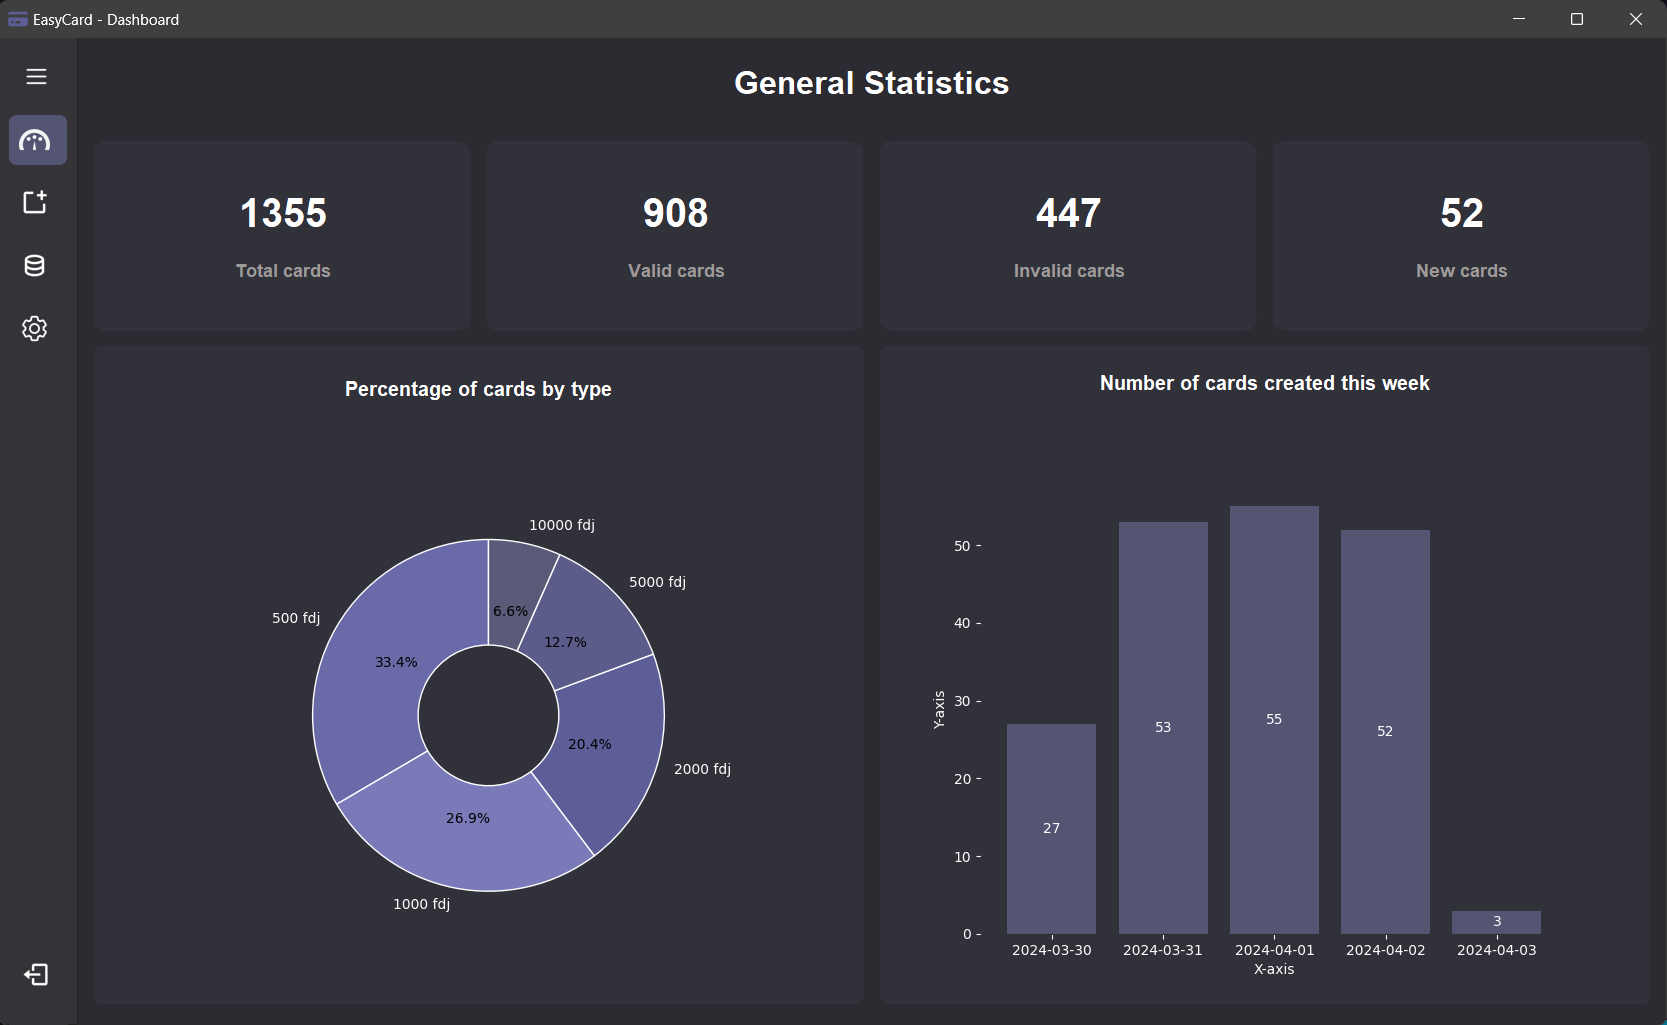 EasyCard - Dashboard
General Statistics
1355
Total cards
908
Valid cards
447
Invalid cards
52
New cards
Percentage of cards by type
10000 fdj
5000 fdj
500 fdj
6.6%
12.7%
33.4%
20.4%
2000 fdj
26.9%
1000 fdj
Number of cards created this week
50
40
30
20
10
0
Y-axis
27
53
55
52
3
2024-03-30
2024-03-31
2024-04-01
2024-04-02
2024-04-03
X-axis